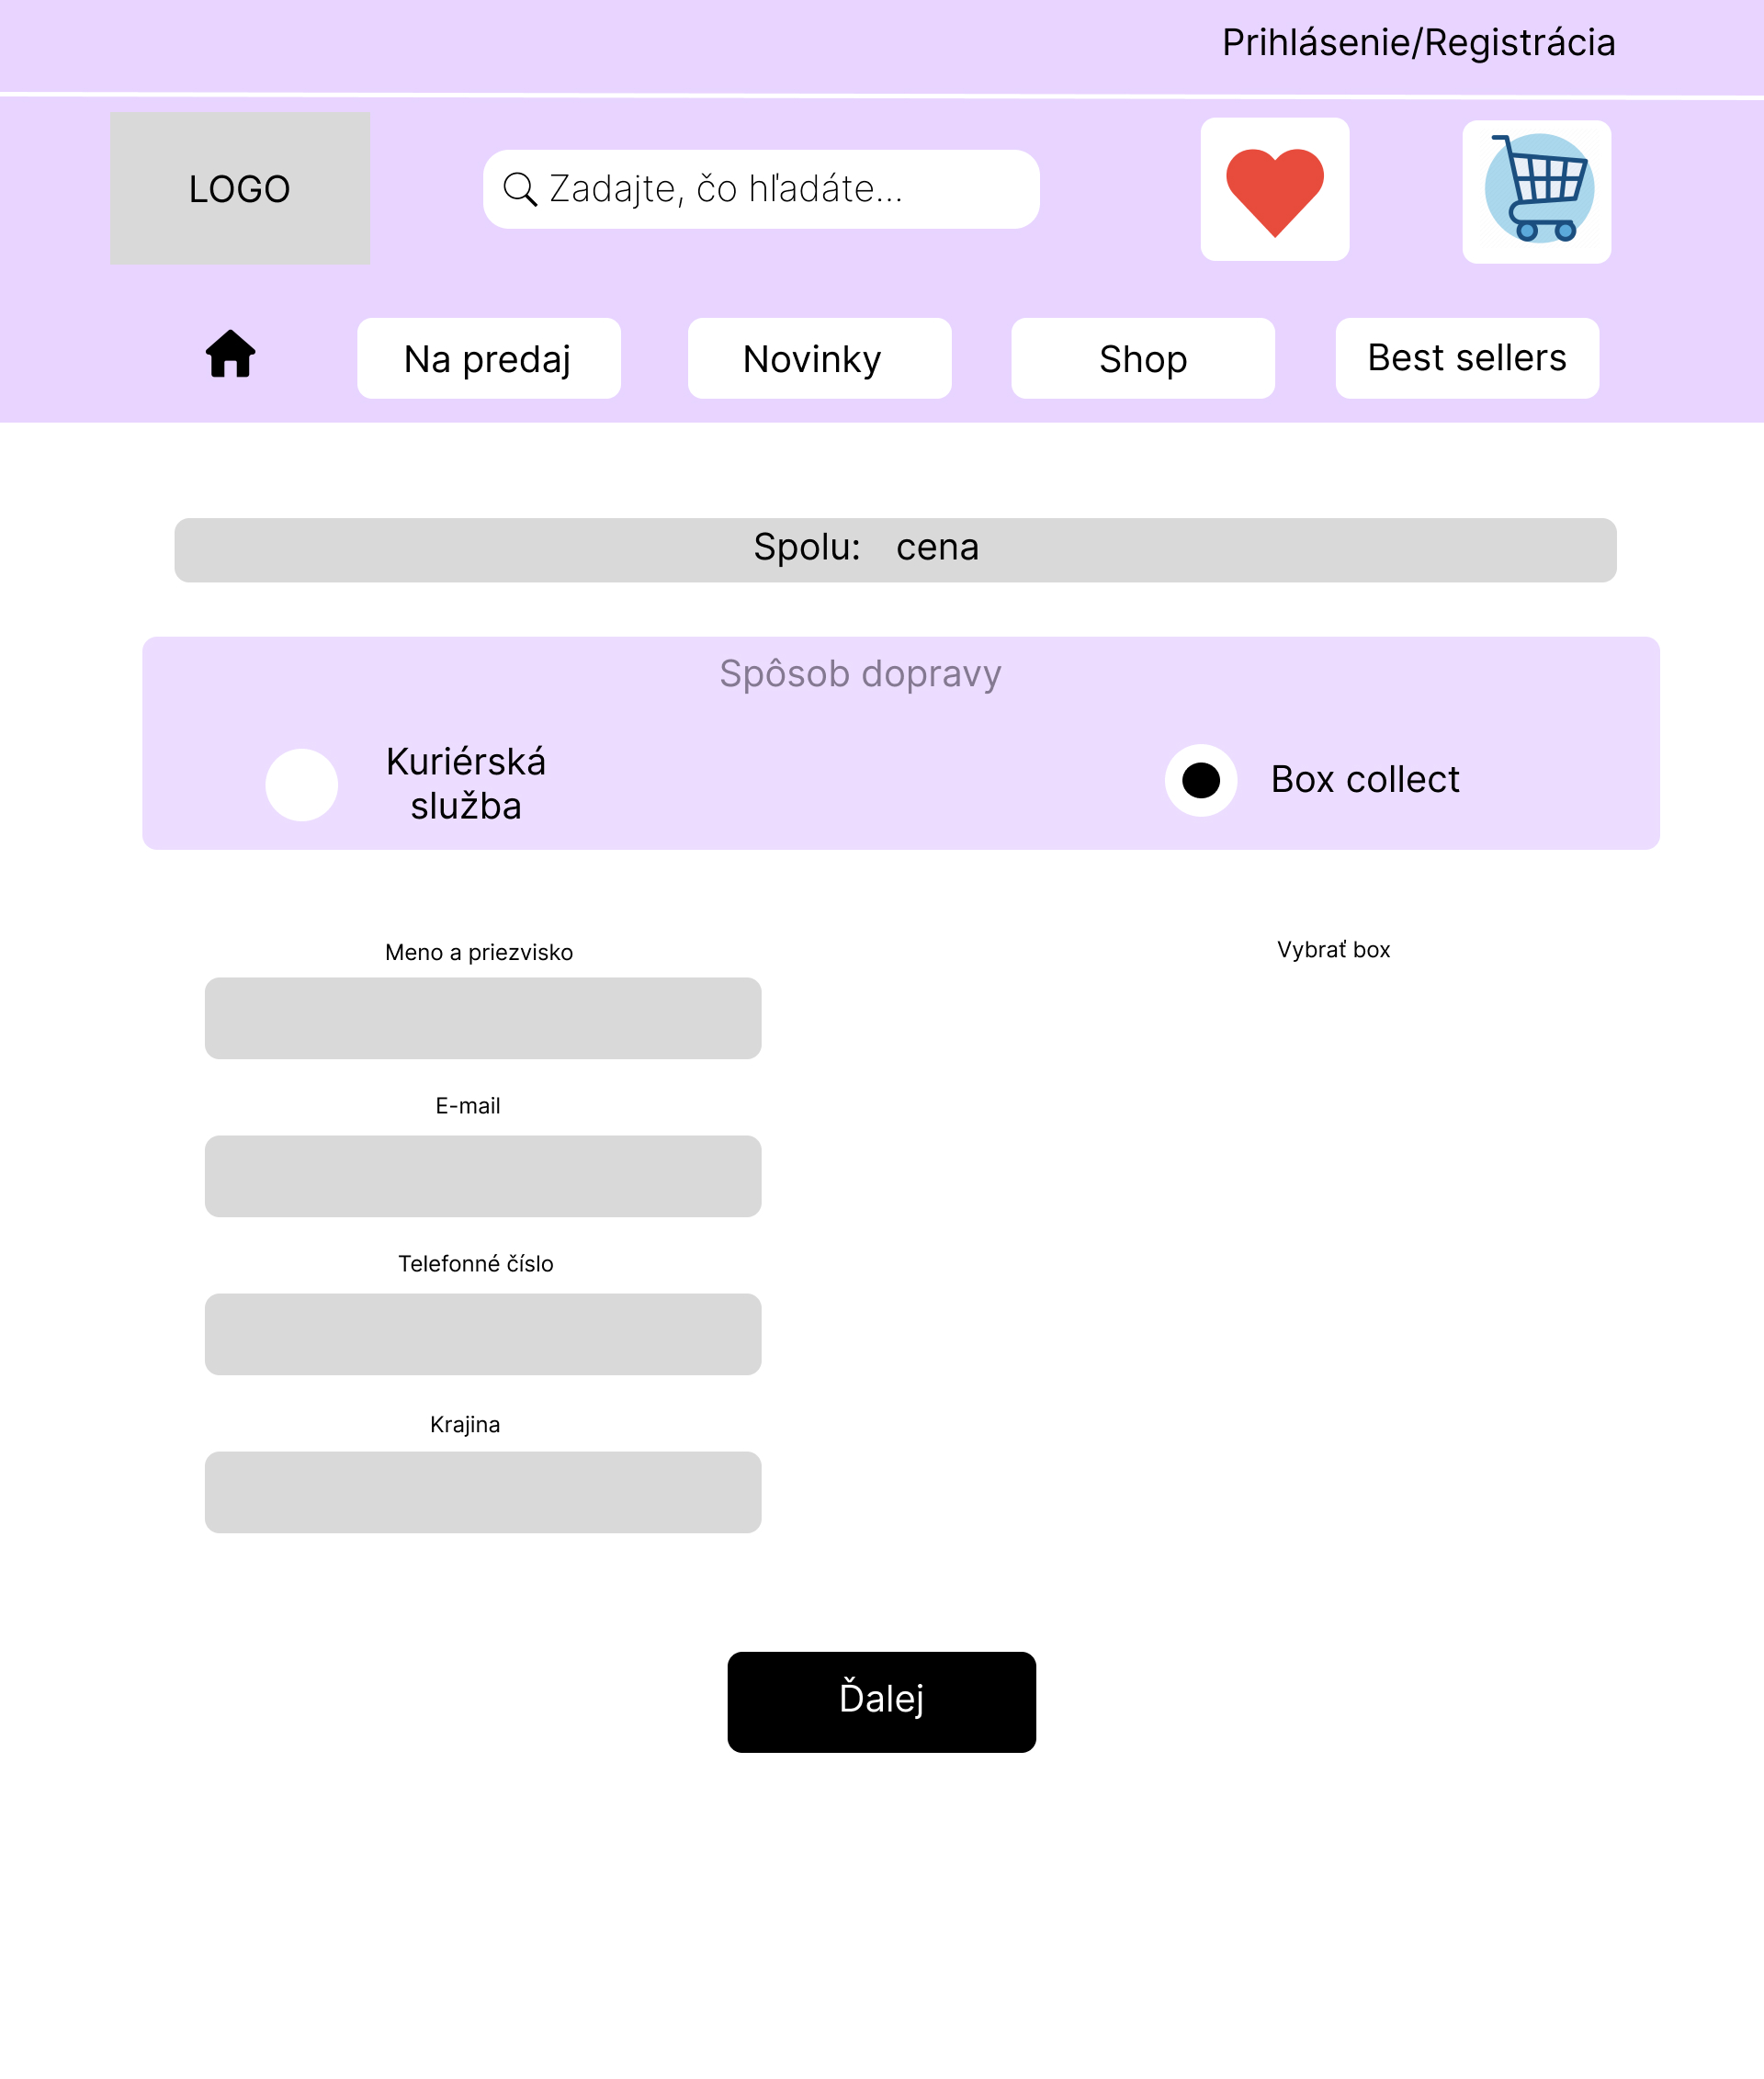 Prihlásenie/Registrácia
LOGO
Zadajte, čo hľadáte...
Na predaj
Novinky
Shop
Best sellers
Spolu: cena
Spôsob dopravy
Kuriérská
služba
Box collect
Meno a priezvisko
Vybrať box
E-mail
Telefonné číslo
Krajina
Ďalej